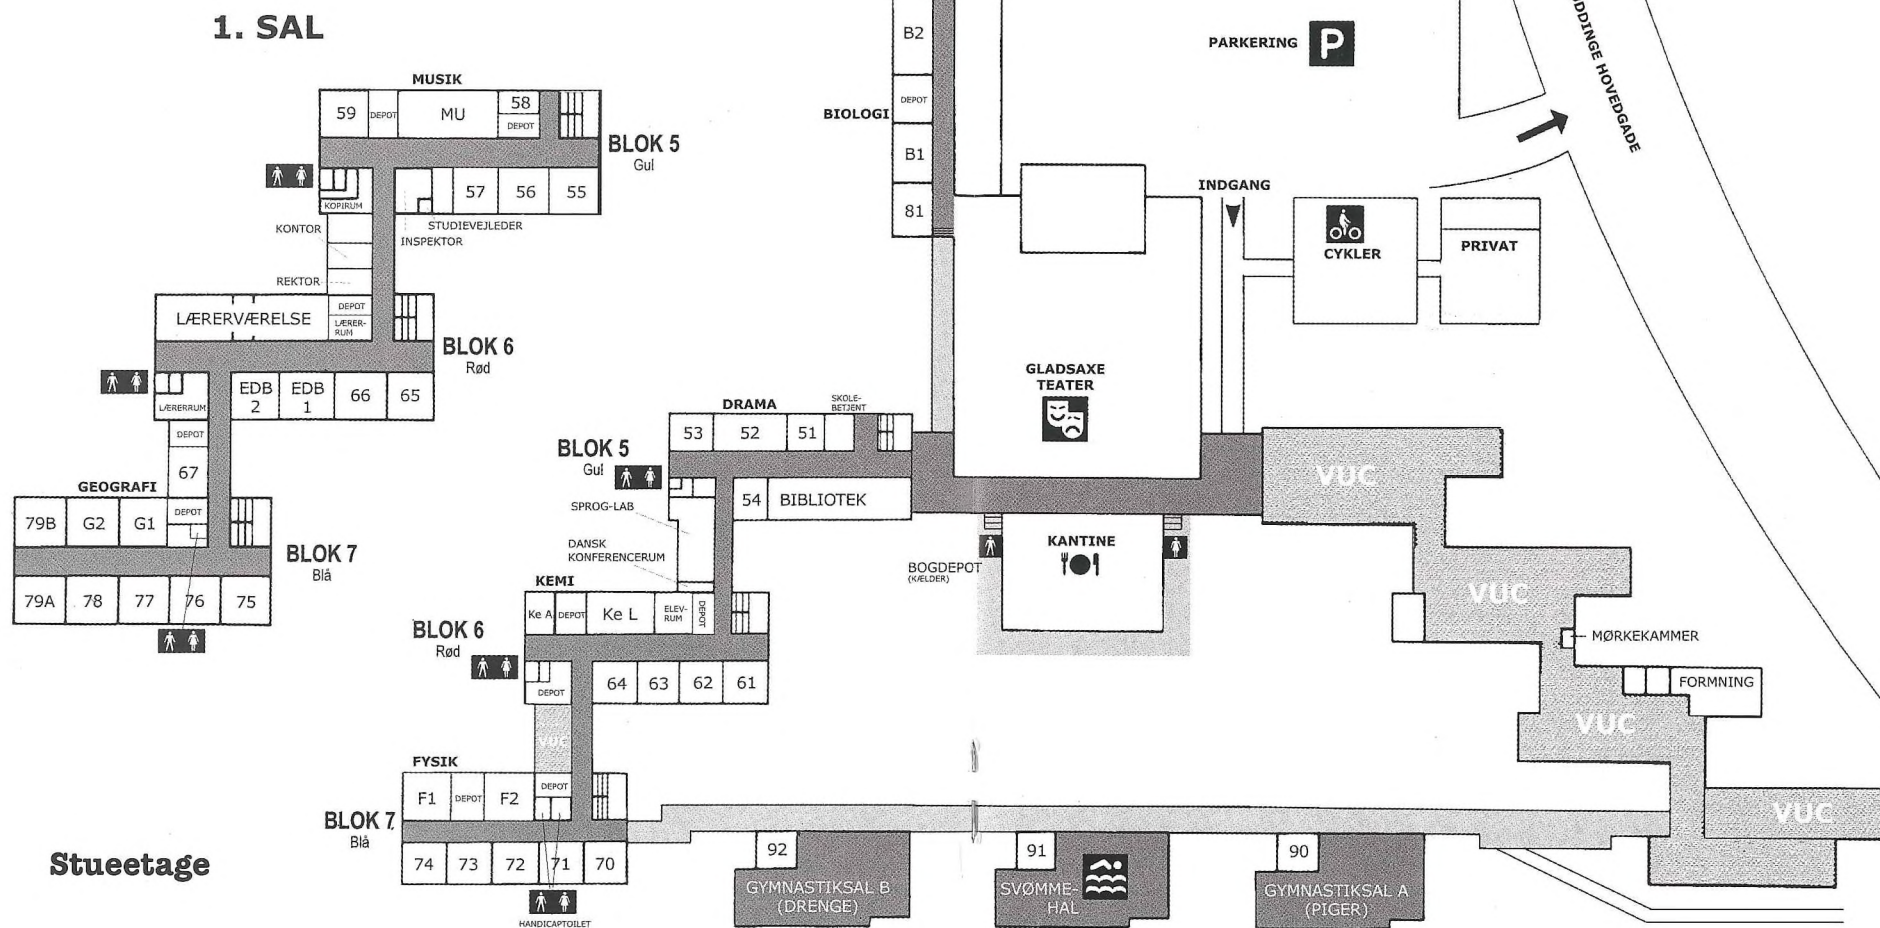 1. SAL
MUSIK
59
DEPOT
MU
58
DEPOT
BLOK 5
Gul
KOPIRUM
57
56
55
STUDIEVEJLEDER
INSPEKTOR
KONTOR
REKTOR
LÆRERVÆRELSE
DEPOT
LÆRER-
RUM
BLOK 6
Rød
LÆRERRUM
EDB
2
EDB
1
66
65
DEPOT
67
GEOGRAFI
79B
G2
G1
DEPOT
BLOK 7
Blå
79A
78
77
76
75
B2
DEPOT
BIOLOGI
B1
81
PARKERING
P
DDINGE HOVEDGADE
INDGANG
CYKLER
PRIVAT
GLADSAXE
TEATER
DRAMA
SKOLE-
BETJENT
53
52
51
BLOK 5
Gul
54
BIBLIOTEK
SPROG-LAB
DANSK
KONFERENCERUM
KANTINE
BOGDEPOT
(KÆLDER)
KEMI
Ke A
DEPOT
Ke L
ELEV-
RUM
DEPOT
BLOK 6
Rød
DEPOT
64
63
62
61
VUC
FYSIK
F1
DEPOT
F2
DEPOT
BLOK 7
Blå
74
73
72
71
70
HANDICAPTOILET
Stueetage
VUC
VUC
MØRKEKAMMER
FORMNING
VUC
VUC
92
GYMNASTIKSAL B
(DRENGE)
91
SVØMME-
HAL
90
GYMNASTIKSAL A
(PIGER)